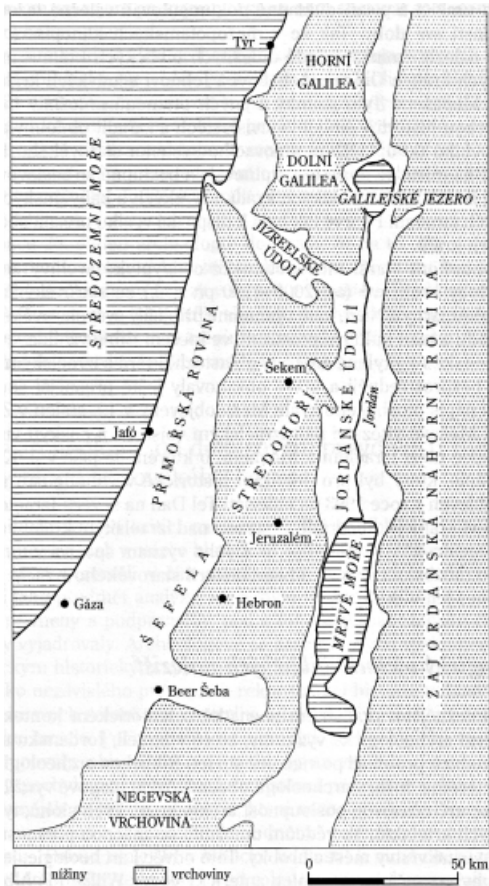 Týr
HORNÍ
GALILEA
DOLNÍ
GALILEA
GALILEJSKÉ JEZERO
STŘEDOZEMNÍ MOŘE
JIZREELSKÉ
ÚDOLÍ
PŘÍMOŘSKÁ ROVINA
Šekem
STŘEDOHOŘÍ
JORDÁNSKÉ ÚDOLÍ
Jordán
ZAJORDÁNSKÁ NÁHORNÍ ROVINA
Jafó
Jeruzalém
ŠEFELA
MRTVÉ MOŘE
Gáza
Hebron
Beer Šeba
NEGEVSKÁ
VRCHOVINA
nížiny
vrchoviny
50 km